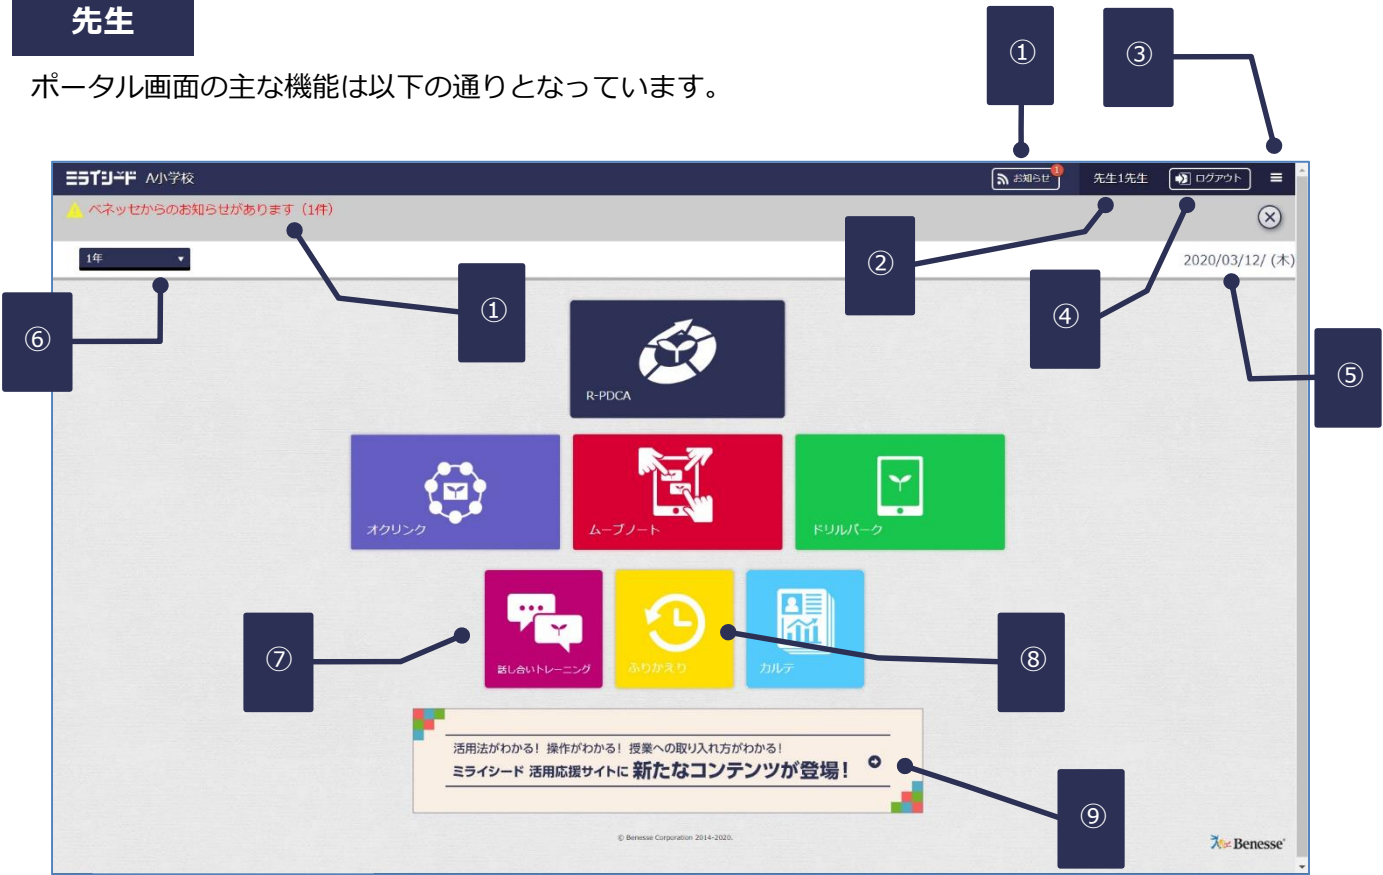 先生
ポータル画面の主な機能は以下の通りとなっています。
①
③
ミライシード A小学校
お知らせ 1
先生1先生
ログアウト
ベネッセからのお知らせがあります（1件）
1年
2020/03/12/ (木)
②
①
④
⑥
⑤
R-PDCA
オクリンク
ムーブノート
ドリルパーク
話し合いトレーニング
ふりかえり
カルテ
⑦
⑧
活用法がわかる！ 操作がわかる！ 授業への取り入れ方がわかる！
ミライシード 活用応援サイトに 新たなコンテンツが登場！
⑨
© Benesse Corporation 2014-2020.
Benesse®